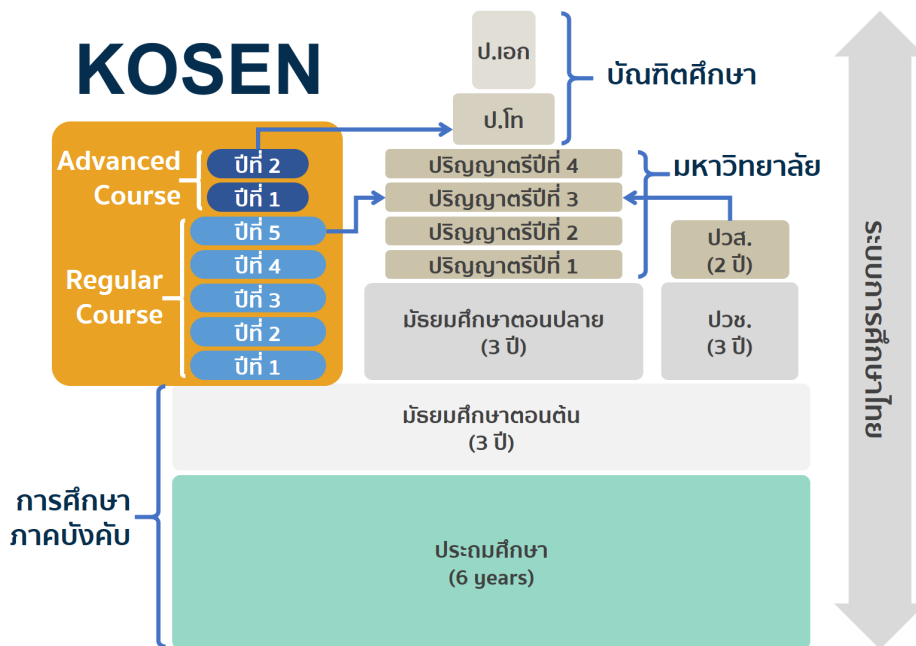 KOSEN
Advanced
Course
ปีที่ 2
ปีที่ 1
Regular
Course
ปีที่ 5
ปีที่ 4
ปีที่ 3
ปีที่ 2
ปีที่ 1
ป.เอก
ป.โท
บัณฑิตศึกษา
ปริญญาตรีปีที่ 4
ปริญญาตรีปีที่ 3
ปริญญาตรีปีที่ 2
ปริญญาตรีปีที่ 1
มหาวิทยาลัย
ปวส.
(2 ปี)
มัธยมศึกษาตอนปลาย
(3 ปี)
ปวช.
(3 ปี)
มัธยมศึกษาตอนต้น
(3 ปี)
การศึกษา
ภาคบังคับ
ประถมศึกษา
(6 years)
ระบบการศึกษาไทย